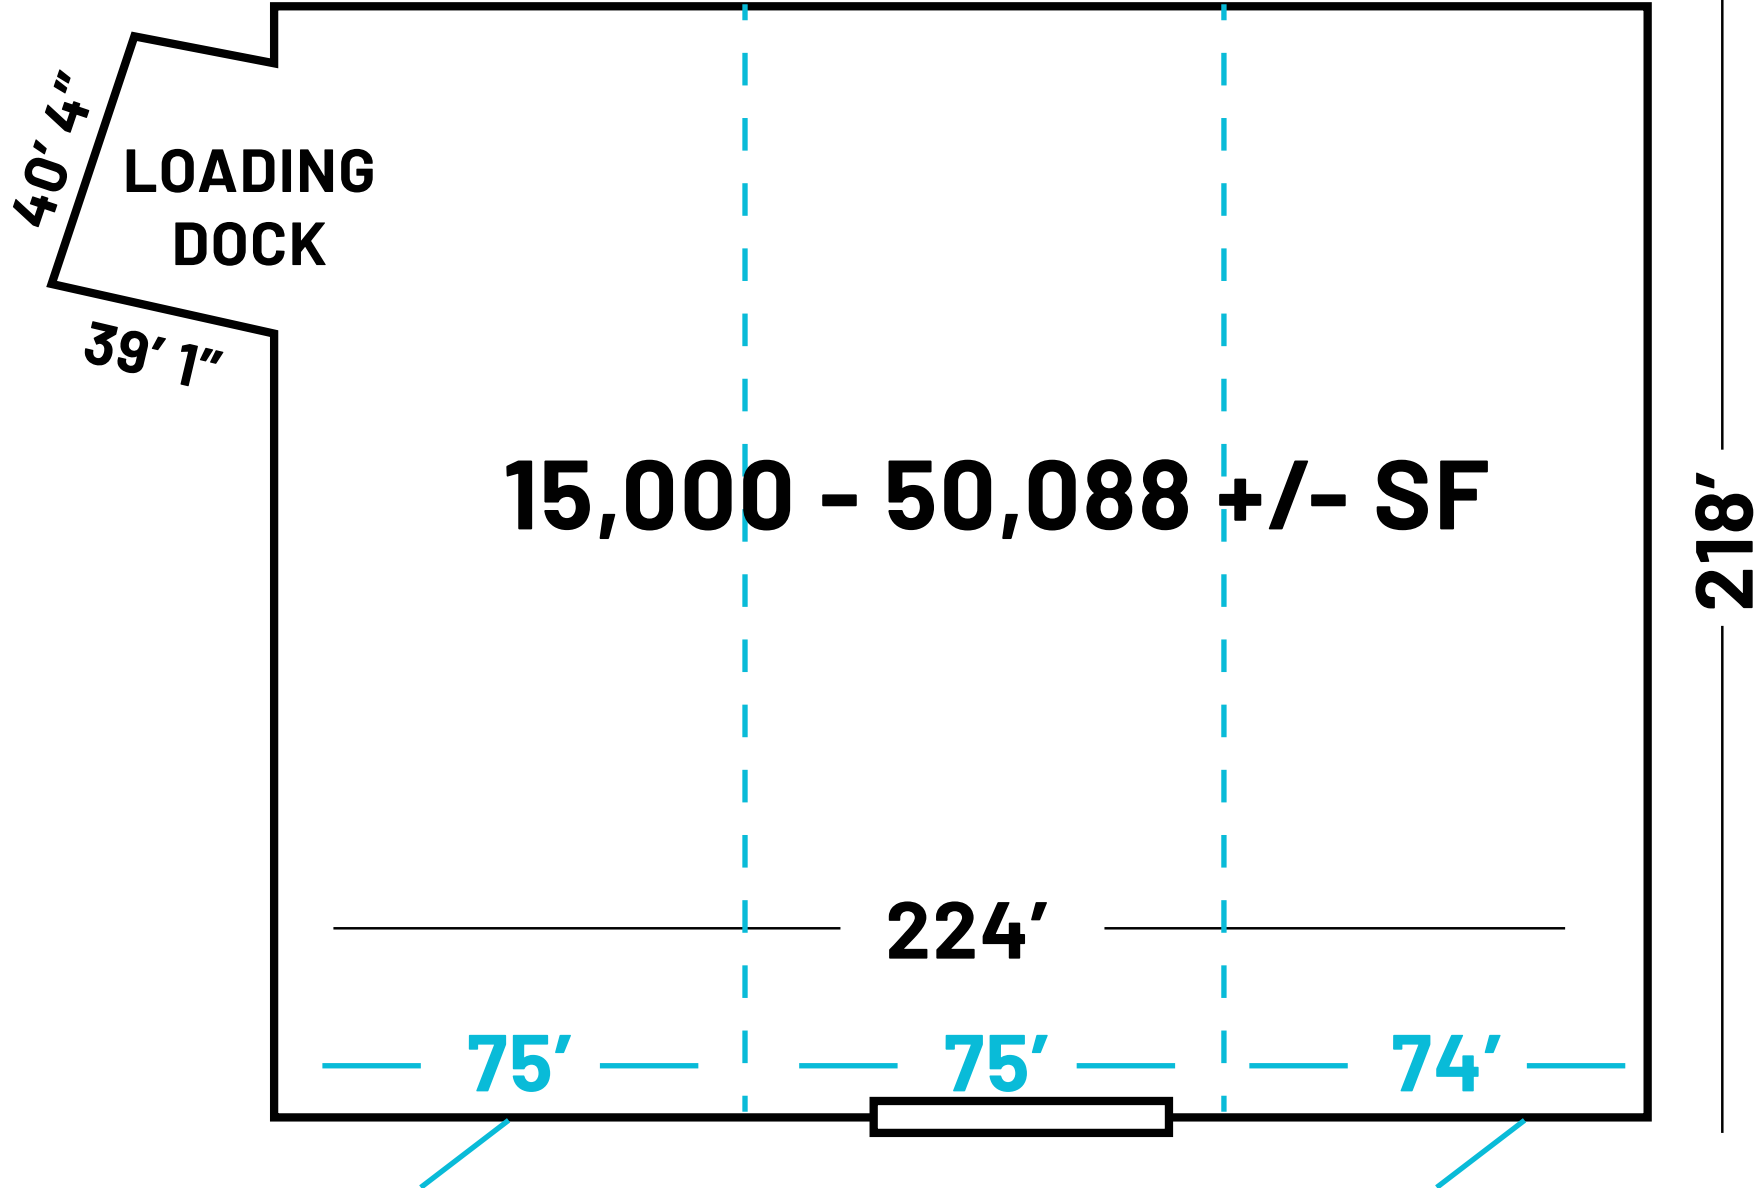 40’ 4”
LOADING
DOCK
39’ 1”
15,000 - 50,088 +/- SF
218’
224’
75’
75’
74’